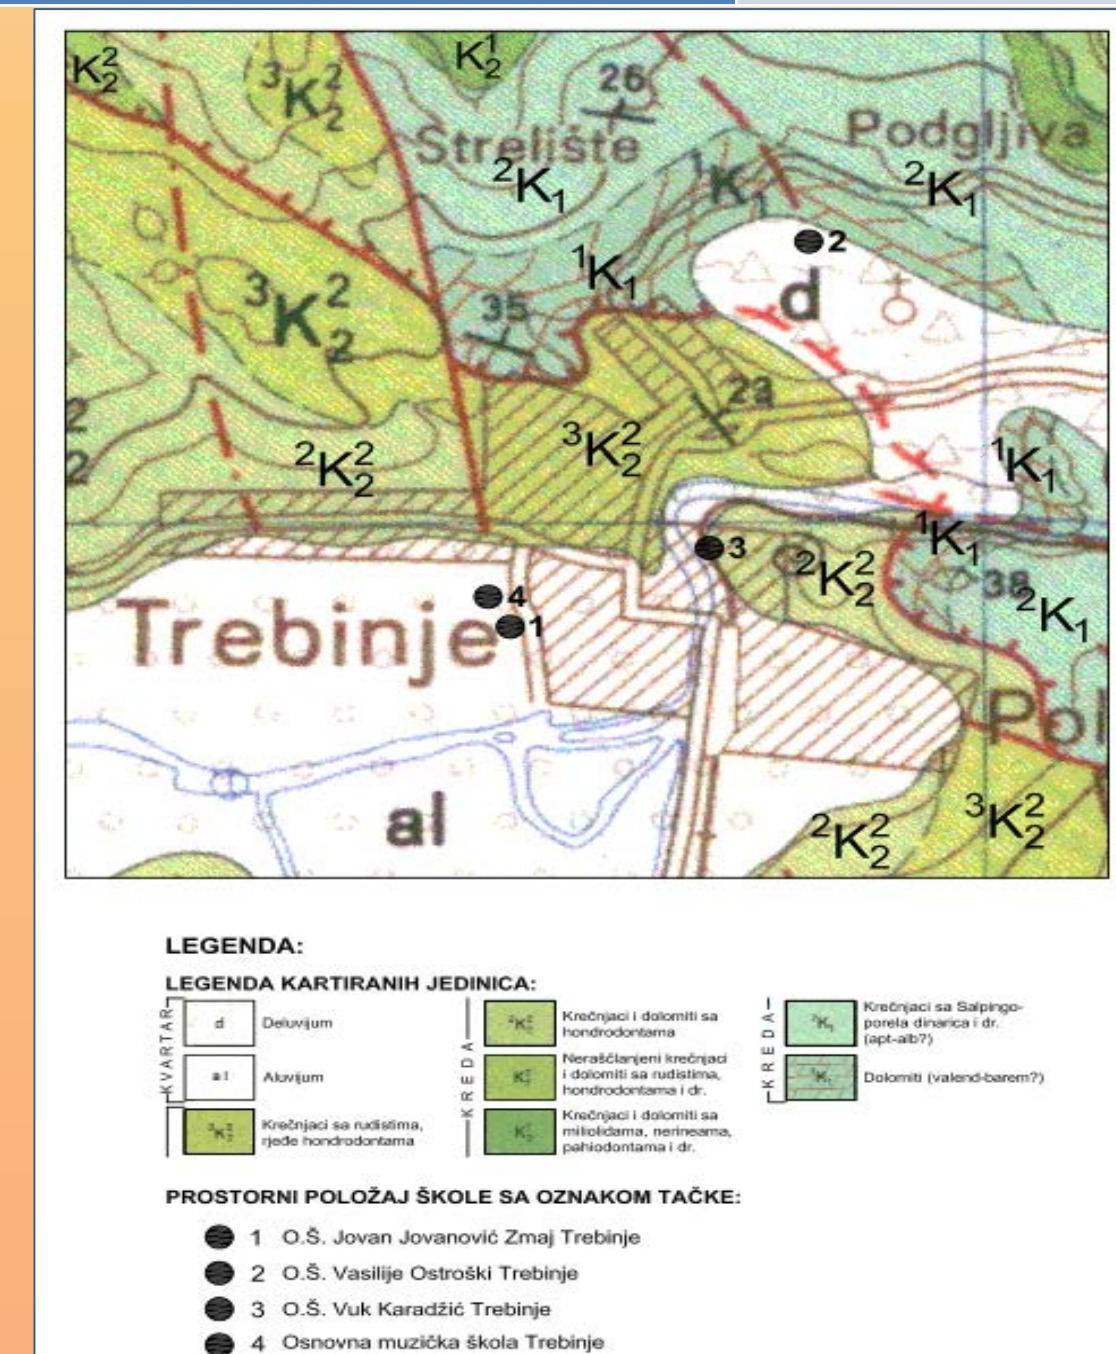 K₂²
³K₂²
K₂¹
26
Strelište
Podgljiva
²K₁
¹K₁
²K₁
2
¹K₁
d
³K₂²
35
23
²K₂²
³K₂²
¹K₁
2
2
¹K₁
3
²K₂²
38
²K₁
4
Trebinje
1
Pol
al
²K₂²
³K₂²
LEGENDA:
LEGENDA KARTIRANIH JEDINICA:
KVARTAR
d Deluvijum
al Aluvijum
³K₂² Krečnjaci sa rudistima,
rjeđe hondrodontama
KREDA
²K₂² Krečnjaci i dolomiti sa
hondrodontama
K₂² Neraščlanjeni krečnjaci
i dolomiti sa rudistima,
hondrodontama i dr.
K₂¹ Krečnjaci i dolomiti sa
miliolidama, nerineama,
pahiodontama i dr.
KREDA
²K₁ Krečnjaci sa Salpingo-
porela dinarica i dr.
(apt-alb?)
¹K₁ Dolomiti (valend-barem?)
PROSTORNI POLOŽAJ ŠKOLE SA OZNAKOM TAČKE:
1 O.Š. Jovan Jovanović Zmaj Trebinje
2 O.Š. Vasilije Ostroški Trebinje
3 O.Š. Vuk Karadžić Trebinje
4 Osnovna muzička škola Trebinje